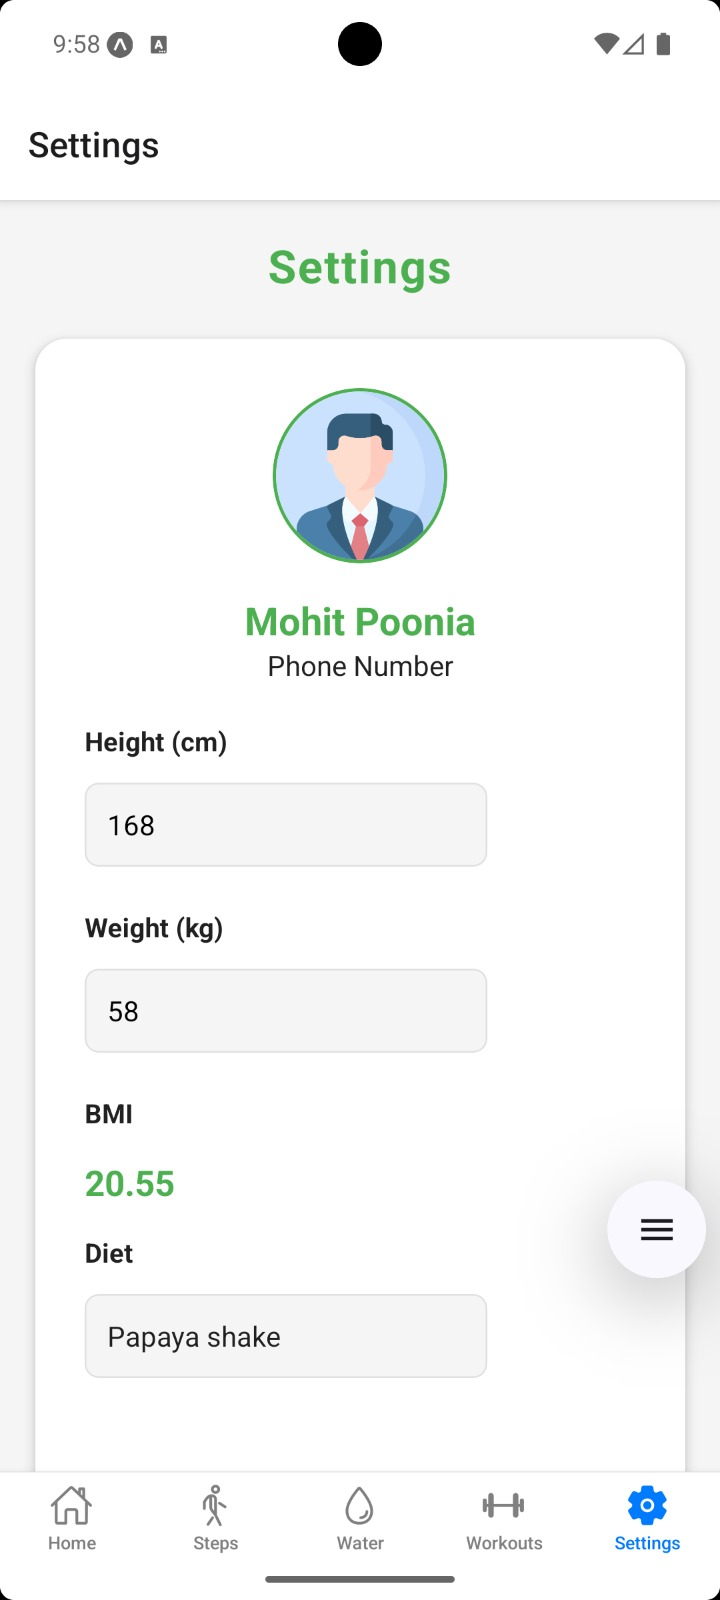 9:58
Settings
Settings
Mohit Poonia
Phone Number
Height (cm)
168
Weight (kg)
58
BMI
20.55
Diet
Papaya shake
Home Steps Water Workouts Settings